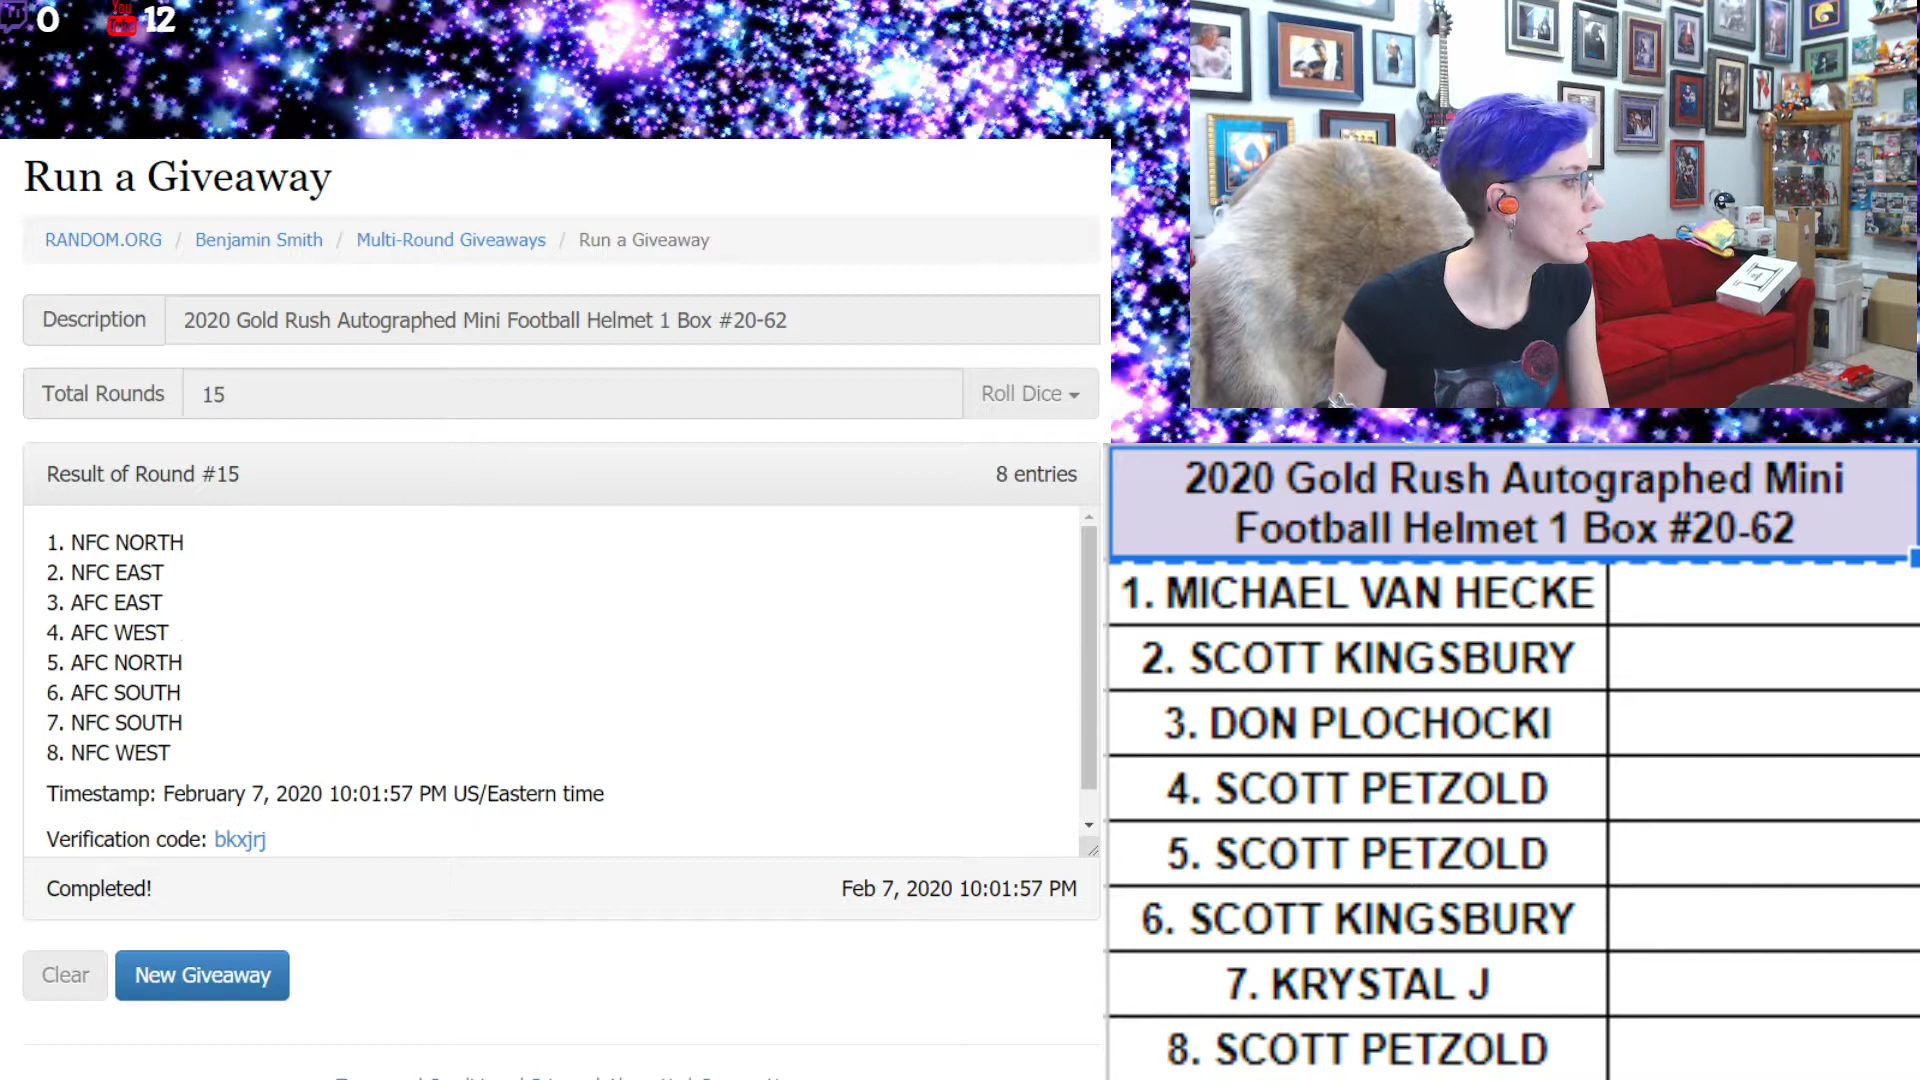 0 You Tube 12
Run a Giveaway
RANDOM.ORG / Benjamin Smith / Multi-Round Giveaways / Run a Giveaway
Description 2020 Gold Rush Autographed Mini Football Helmet 1 Box #20-62
Total Rounds 15 Roll Dice
Result of Round #15 8 entries
1. NFC NORTH
2. NFC EAST
3. AFC EAST
4. AFC WEST
5. AFC NORTH
6. AFC SOUTH
7. NFC SOUTH
8. NFC WEST
Timestamp: February 7, 2020 10:01:57 PM US/Eastern time
Verification code: bkxjrj
Completed! Feb 7, 2020 10:01:57 PM
Clear New Giveaway
2020 Gold Rush Autographed Mini
Football Helmet 1 Box #20-62
1. MICHAEL VAN HECKE
2. SCOTT KINGSBURY
3. DON PLOCHOCKI
4. SCOTT PETZOLD
5. SCOTT PETZOLD
6. SCOTT KINGSBURY
7. KRYSTAL J
8. SCOTT PETZOLD